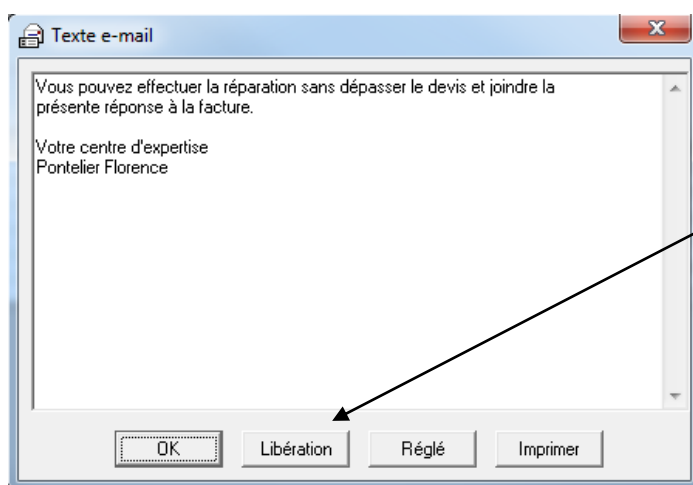 Texte e-mail
Vous pouvez effectuer la réparation sans dépasser le devis et joindre la
présente réponse à la facture.
Votre centre d'expertise
Pontelier Florence
OK
Libération
Réglé
Imprimer